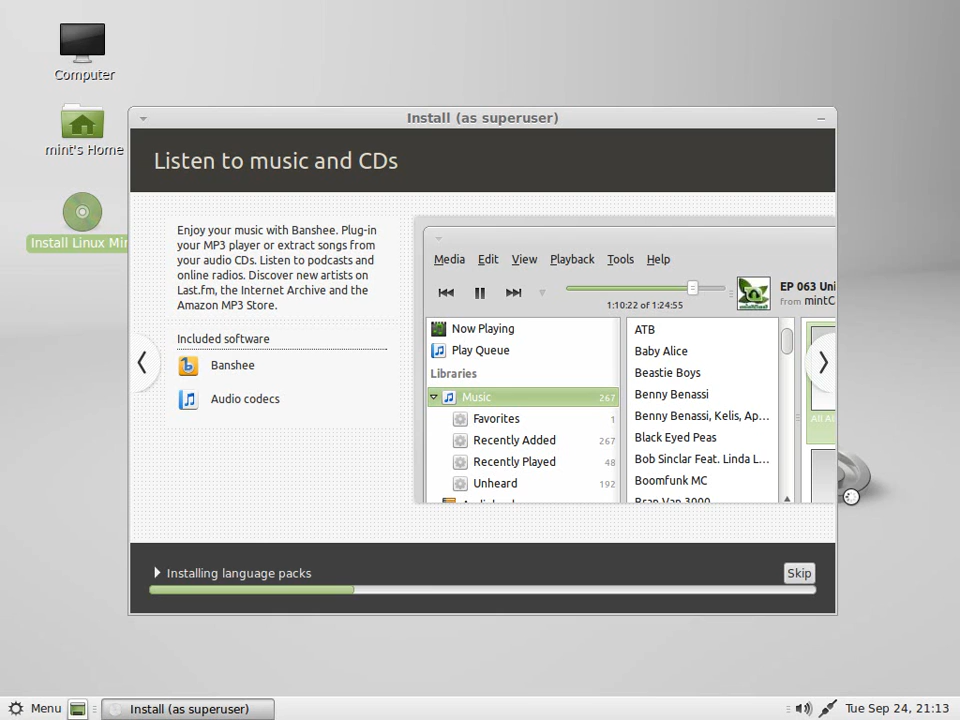 Computer
mint's Home
Install Linux Min
Install (as superuser)
Listen to music and CDs
Enjoy your music with Banshee. Plug-in
your MP3 player or extract songs from
your audio CDs. Listen to podcasts and
online radios. Discover new artists on
Last.fm, the Internet Archive and the
Amazon MP3 Store.
Included software
Banshee
Audio codecs
Media Edit View Playback Tools Help
1:10:22 of 1:24:55
EP 063 Uni
from mintC
Now Playing
Play Queue
Libraries
Music 267
Favorites 1
Recently Added 267
Recently Played 48
Unheard 192
ATB
Baby Alice
Beastie Boys
Benny Benassi
Benny Benassi, Kelis, Ap...
Black Eyed Peas
Bob Sinclar Feat. Linda L...
Boomfunk MC
Bran Van 3000
Installing language packs
Skip
Menu
Install (as superuser)
Tue Sep 24, 21:13